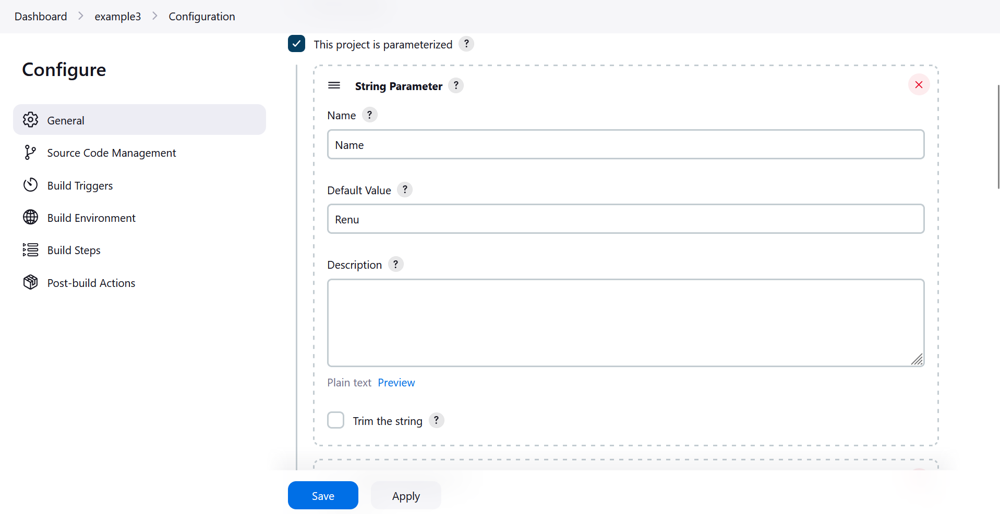 Dashboard > example3 > Configuration
Configure
General
Source Code Management
Build Triggers
Build Environment
Build Steps
Post-build Actions
This project is parameterized ?
String Parameter ?
Name ?
Name
Default Value ?
Renu
Description ?
Plain text Preview
Trim the string ?
Save Apply